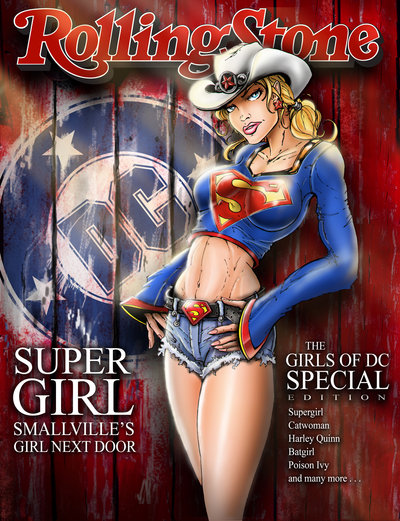 RollingStone
DC
S
SUPER
GIRL
SMALLVILLE'S
GIRL NEXT DOOR
THE
GIRLS OF DC
SPECIAL
EDITION
Supergirl
Catwoman
Harley Quinn
Batgirl
Poison Ivy
and many more . . .